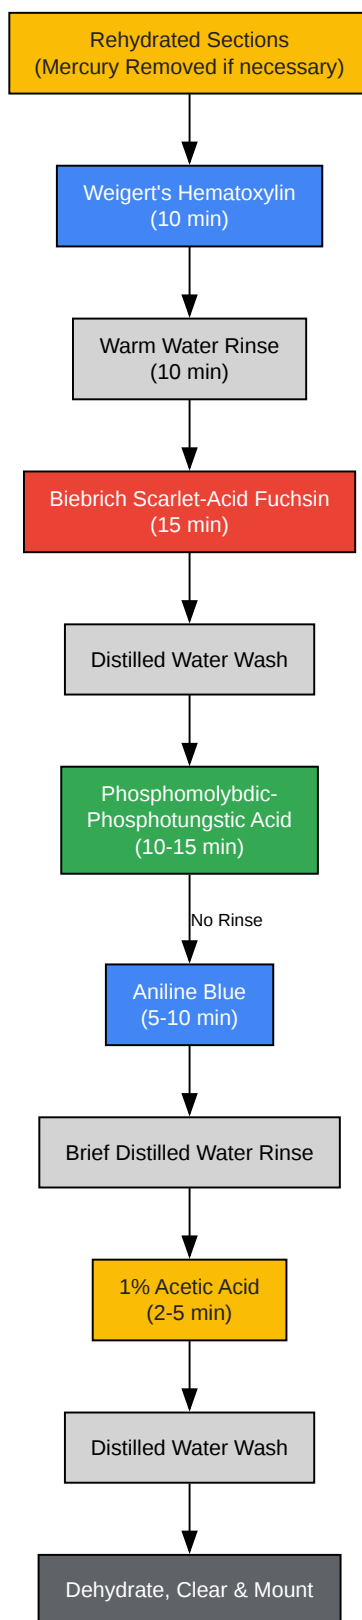 Rehydrated Sections
(Mercury Removed if necessary)
Weigert's Hematoxylin
(10 min)
Warm Water Rinse
(10 min)
Biebrich Scarlet-Acid Fuchsin
(15 min)
Distilled Water Wash
Phosphomolybdic-
Phosphotungstic Acid
(10-15 min)
No Rinse
Aniline Blue
(5-10 min)
Brief Distilled Water Rinse
1% Acetic Acid
(2-5 min)
Distilled Water Wash
Dehydrate, Clear & Mount